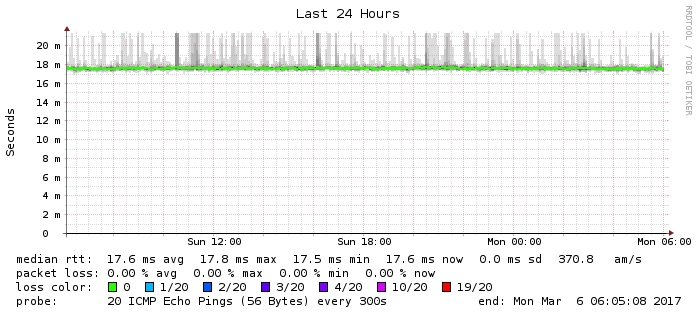 Last 24 Hours
RRDTOOL / TOBI OETIKER
Seconds
20 m
18 m
16 m
14 m
12 m
10 m
8 m
6 m
4 m
2 m
0
Sun 12:00 Sun 18:00 Mon 00:00 Mon 06:00
median rtt: 17.6 ms avg 17.8 ms max 17.5 ms min 17.6 ms now 0.0 ms sd 370.8 am/s
packet loss: 0.00 % avg 0.00 % max 0.00 % min 0.00 % now
loss color: 0 1/20 2/20 3/20 4/20 10/20 19/20
probe: 20 ICMP Echo Pings (56 Bytes) every 300s end: Mon Mar 6 06:05:08 2017